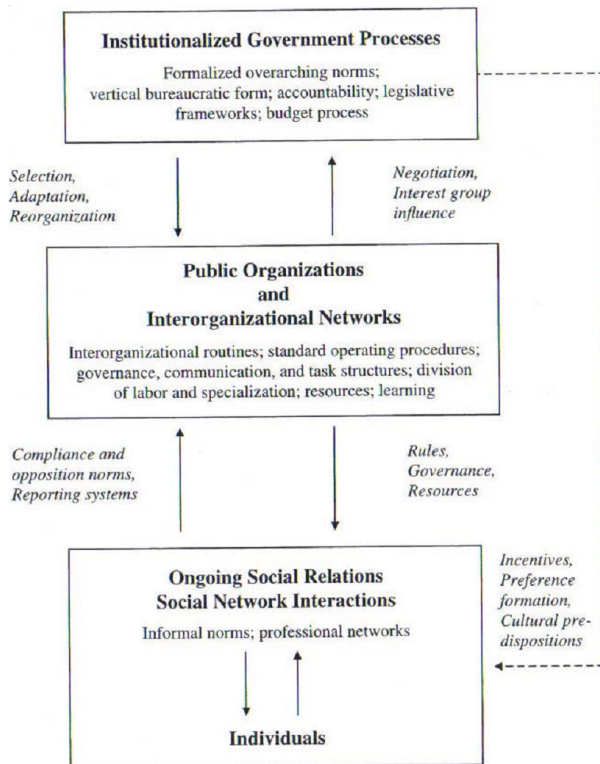 Institutionalized Government Processes
Formalized overarching norms;
vertical bureaucratic form; accountability; legislative
frameworks; budget process
Selection,
Adaptation,
Reorganization
Negotiation,
Interest group
influence
Public Organizations
and
Interorganizational Networks
Interorganizational routines; standard operating procedures;
governance, communication, and task structures; division
of labor and specialization; resources; learning
Compliance and
opposition norms,
Reporting systems
Rules,
Governance,
Resources
Ongoing Social Relations
Social Network Interactions
Informal norms; professional networks
Individuals
Incentives,
Preference
formation,
Cultural pre-
dispositions